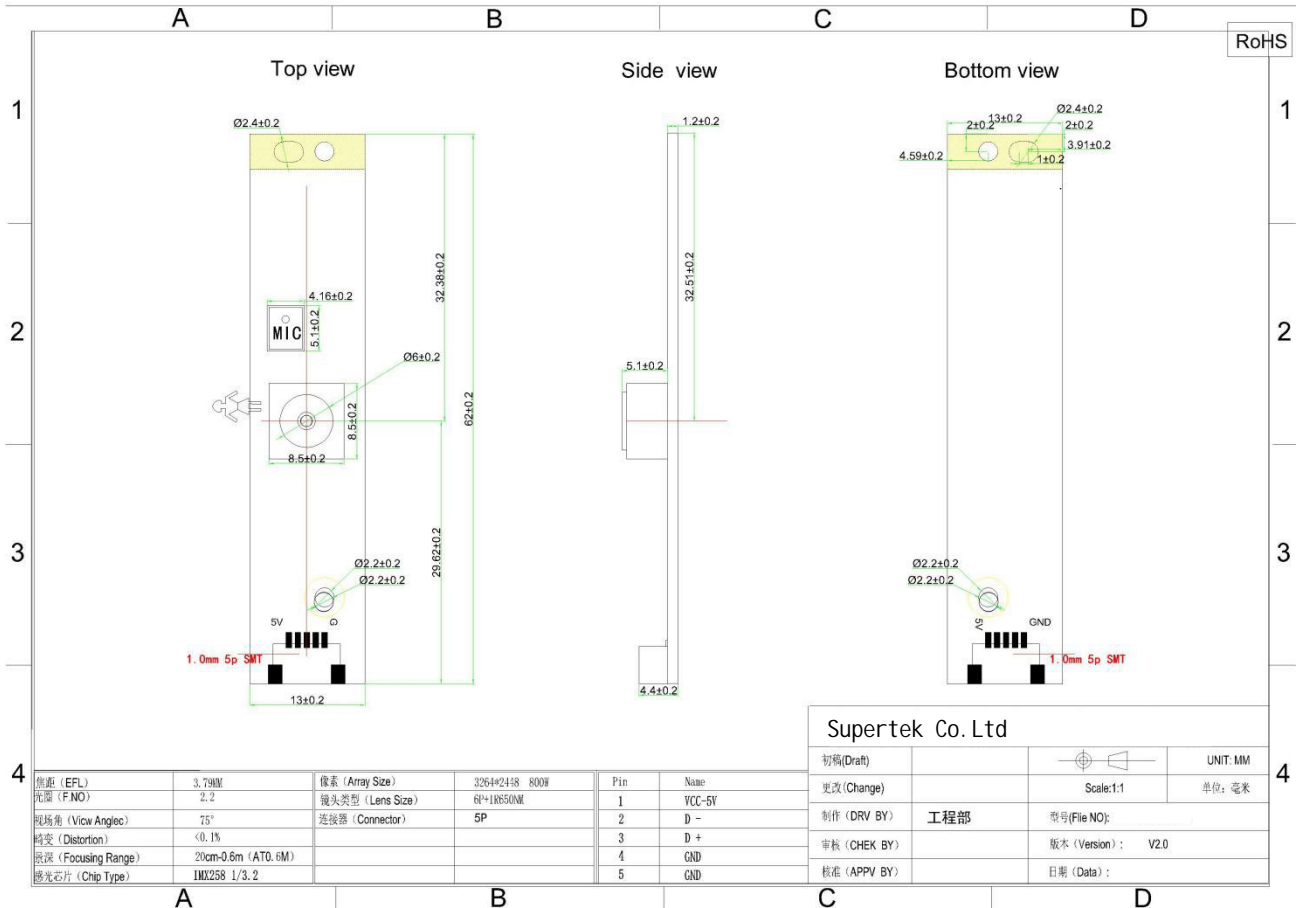 A B C D
RoHS
1 1
2 2
3 3
4 4
Top view
Side view
Bottom view
Ø2.4±0.2
4.16±0.2
MIC
5.1±0.2
32.38±0.2
62±0.2
Ø6±0.2
8.5±0.2
8.5±0.2
29.62±0.2
Ø2.2±0.2
Ø2.2±0.2
5V G
1.0mm 5p SMT
13±0.2
1.2±0.2
32.51±0.2
5.1±0.2
4.4±0.2
Ø2.4±0.2
13±0.2
2±0.2 2±0.2
3.91±0.2
4.59±0.2
1±0.2
Ø2.2±0.2
Ø2.2±0.2
5V GND
1.0mm 5p SMT
焦距（EFL） 3.79MM 像素（Array Size） 3264*2448 800W
光圈（F.NO） 2.2 镜头类型（Lens Size） 6P+IR650NM
视场角（View Anglec） 75° 连接器（Connector） 5P
畸变（Distortion） <0.1%
景深（Focusing Range） 20cm-0.6m（AT0.6M）
感光芯片（Chip Type） IMX258 1/3.2
Pin Name
1 VCC-5V
2 D -
3 D +
4 GND
5 GND
Supertek Co.Ltd
初稿(Draft) UNIT: MM
更改(Change) Scale:1:1 单位：毫米
制作（DRV BY） 工程部 型号(Flie NO):
审核（CHEK BY） 版本（Version）： V2.0
核准（APPV BY） 日期（Data）:
A B C D